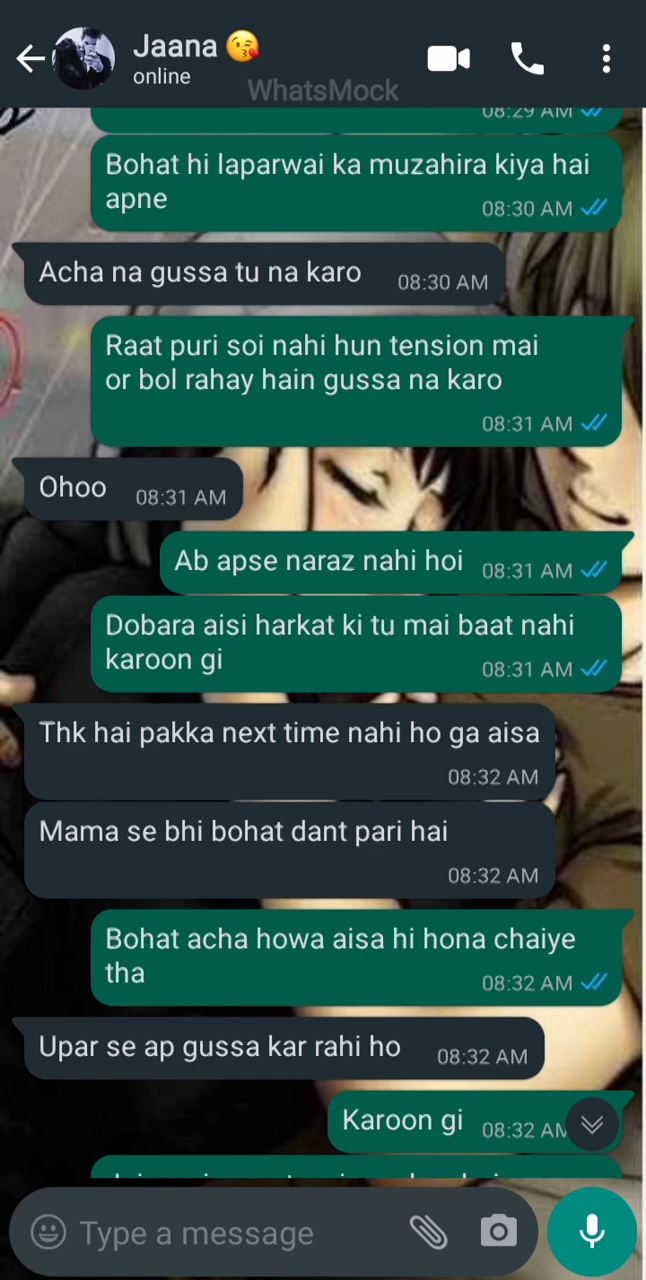 Jaana 😘
online
WhatsMock
08:29 AM
Bohat hi laparwai ka muzahira kiya hai
apne
08:30 AM
Acha na gussa tu na karo
08:30 AM
Raat puri soi nahi hun tension mai
or bol rahay hain gussa na karo
08:31 AM
Ohoo
08:31 AM
Ab apse naraz nahi hoi
08:31 AM
Dobara aisi harkat ki tu mai baat nahi
karoon gi
08:31 AM
Thk hai pakka next time nahi ho ga aisa
08:32 AM
Mama se bhi bohat dant pari hai
08:32 AM
Bohat acha howa aisa hi hona chaiye
tha
08:32 AM
Upar se ap gussa kar rahi ho
08:32 AM
Karoon gi
08:32 AM
Type a message